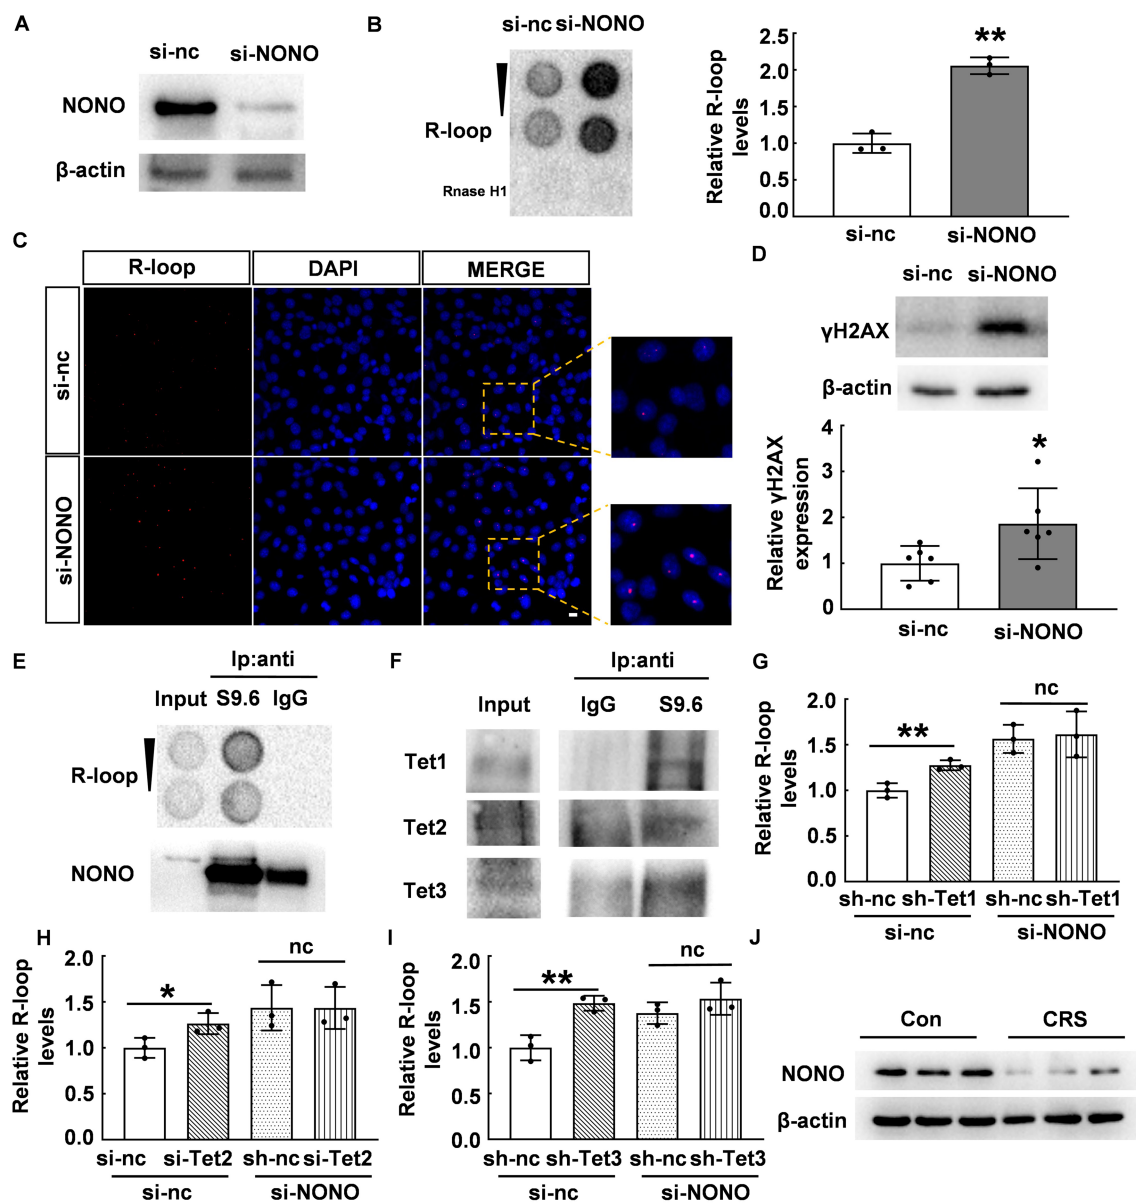 A
si-nc si-NONO
NONO
β-actin
B
si-nc si-NONO
R-loop
Rnase H1
Relative R-loop
levels
2.5
2.0
1.5
1.0
0.5
0.0
**
si-nc
si-NONO
C
R-loop
DAPI
MERGE
si-nc
si-NONO
D
si-nc si-NONO
γH2AX
β-actin
Relative γH2AX
expression
4
3
2
1
0
*
si-nc
si-NONO
E
Ip:anti
Input S9.6 IgG
R-loop
NONO
F
Ip:anti
Input IgG S9.6
Tet1
Tet2
Tet3
G
Relative R-loop
levels
2.0
1.5
1.0
0.5
0.0
**
nc
sh-nc sh-Tet1 sh-nc sh-Tet1
si-nc si-NONO
H
Relative R-loop
levels
2.0
1.5
1.0
0.5
0.0
*
nc
si-nc si-Tet2 sh-nc si-Tet2
si-nc si-NONO
I
Relative R-loop
levels
2.0
1.5
1.0
0.5
0.0
**
nc
sh-nc sh-Tet3 sh-nc sh-Tet3
si-nc si-NONO
J
Con CRS
NONO
β-actin